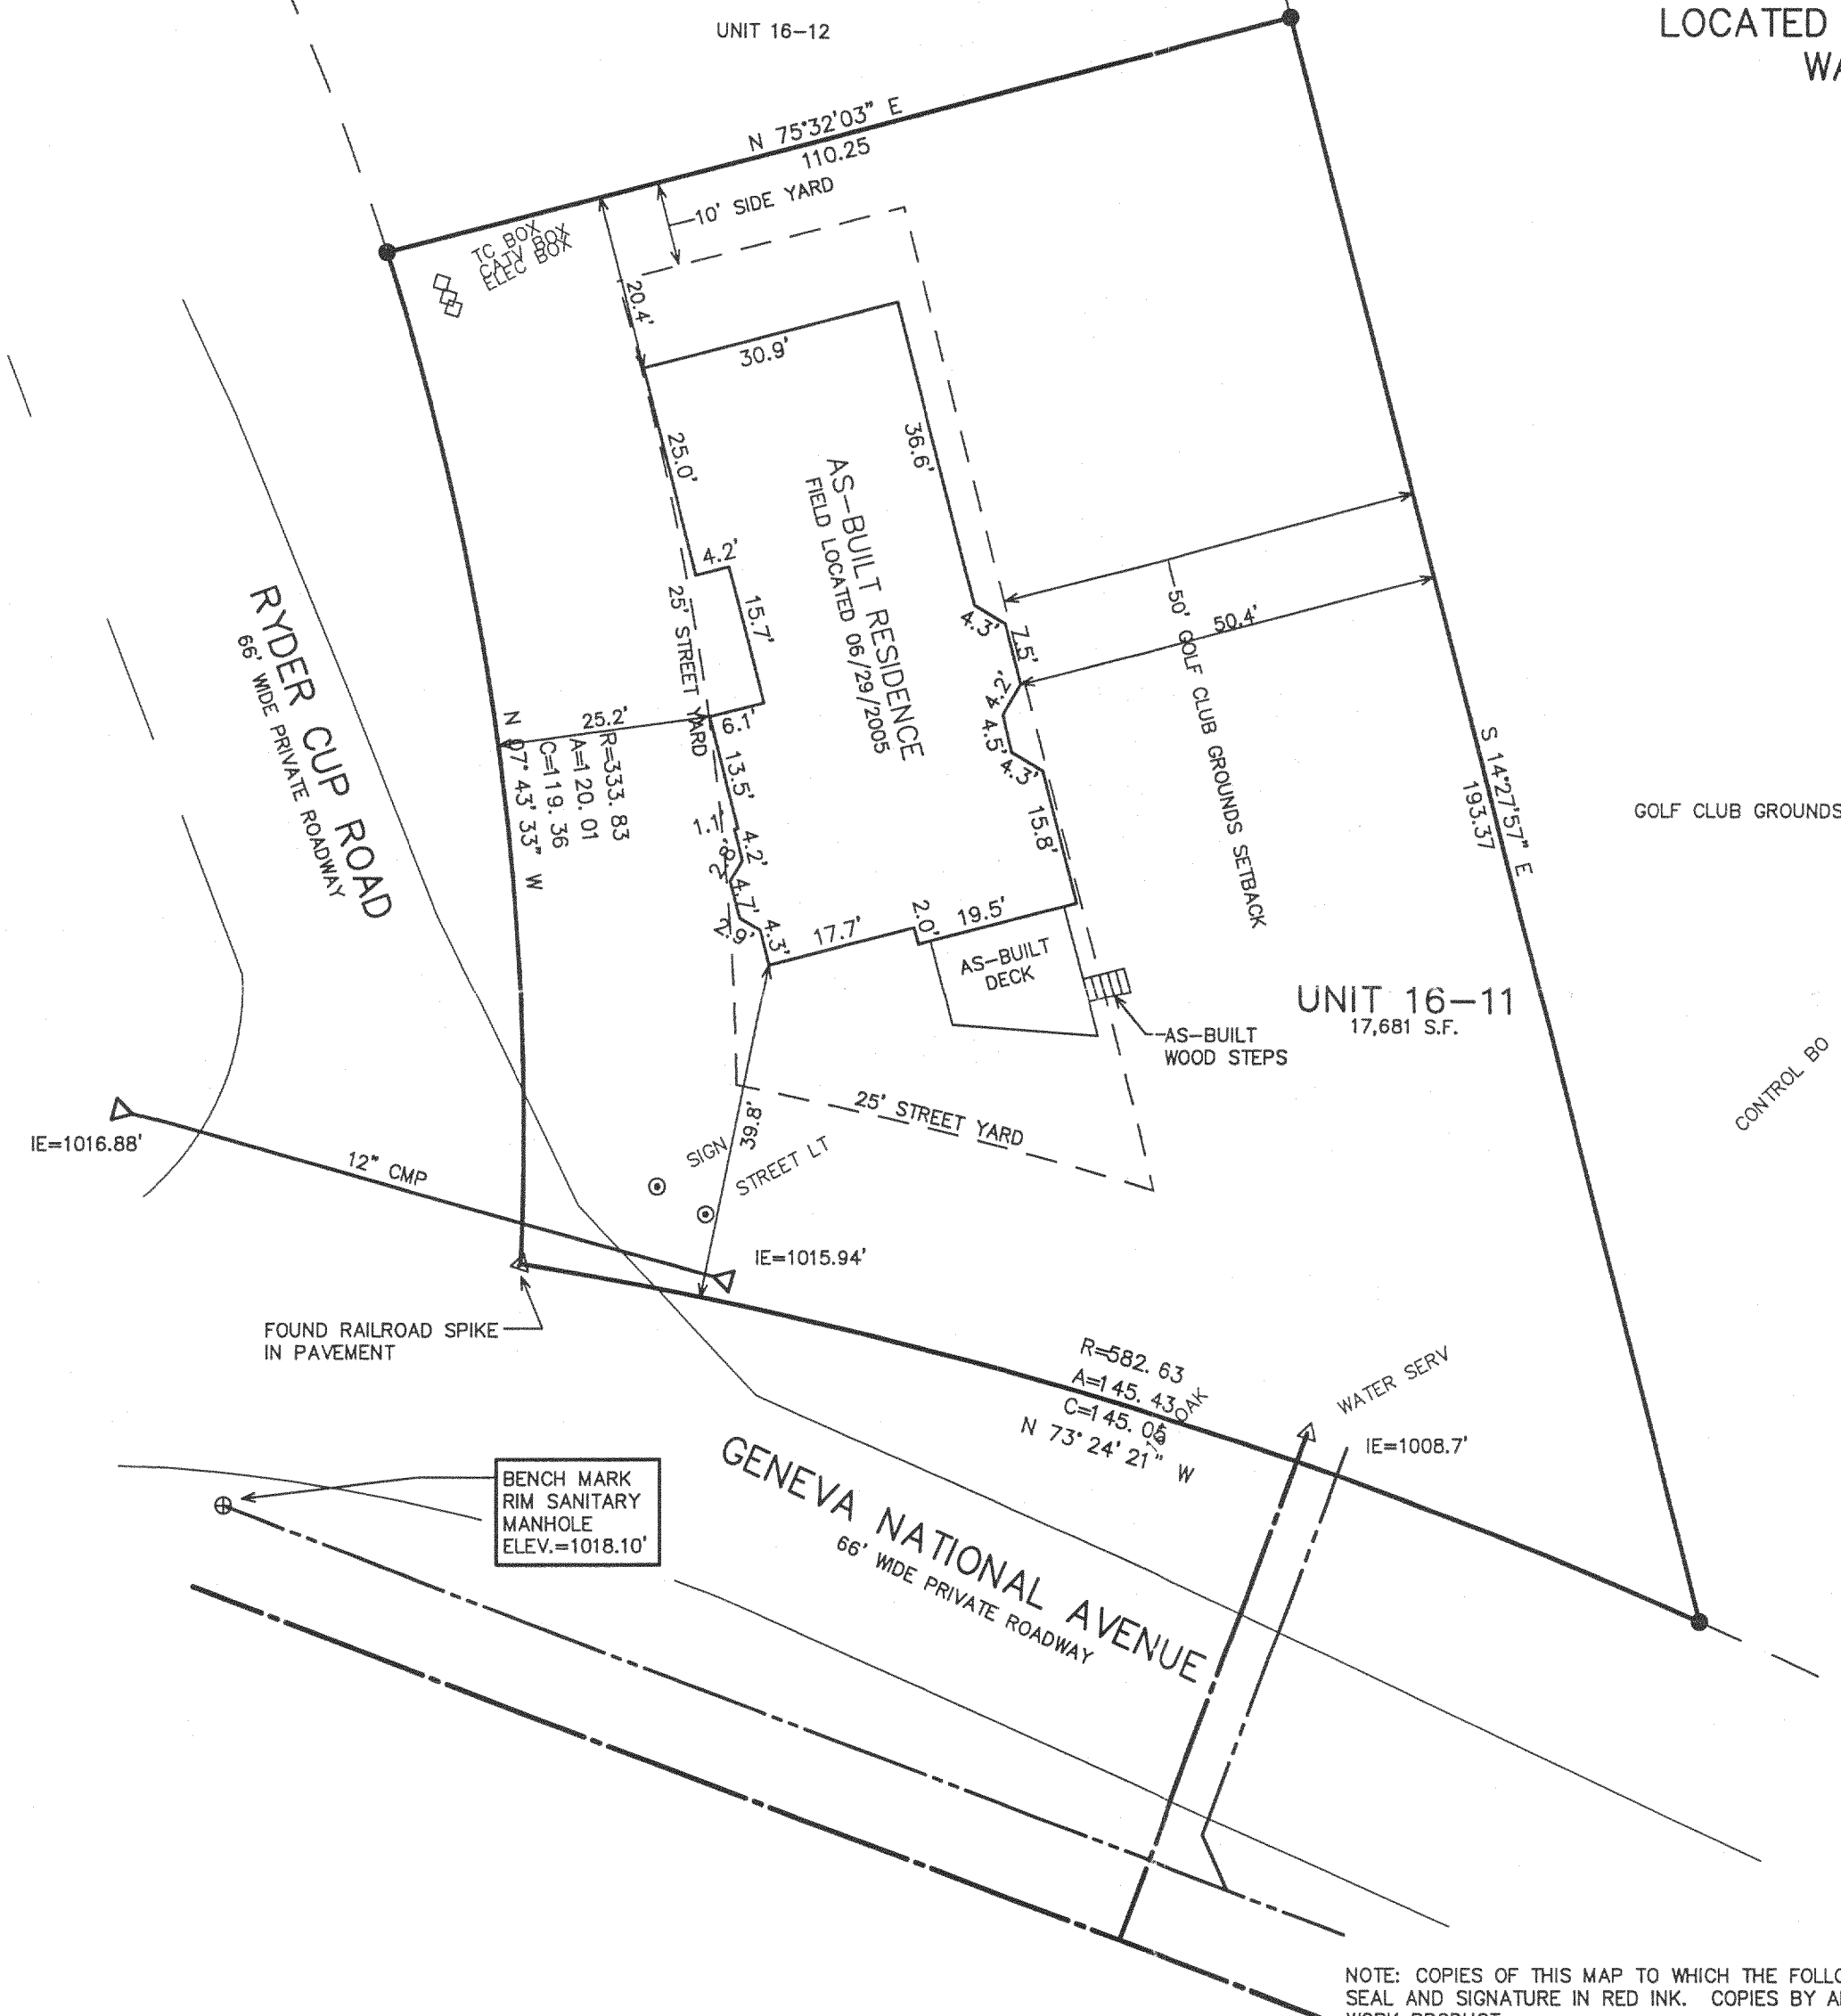 LOCATED
UNIT 16-12
N 75°32'03" E
110.25
10' SIDE YARD
TC BOX
CATV BOX
ELEC BOX
20.4'
30.9'
25.0'
36.6'
AS-BUILT RESIDENCE
FIELD LOCATED 06/29/2005
4.2'
15.7'
25' STREET YARD
6.1'
25.2'
R=333.83
A=120.01
C=119.36
N 07°43'33" W
13.5'
1.1'
4.2'
2.8'
4.7'
2.9'
4.3'
17.7'
2.0'
19.5'
4.3'
7.5'
4.2'
4.5'
4.3'
15.8'
50' GOLF CLUB GROUNDS SETBACK
50.4'
S 14°27'57" E
193.37
GOLF CLUB GROUNDS
RYDER CUP ROAD
66' WIDE PRIVATE ROADWAY
AS-BUILT
DECK
AS-BUILT
WOOD STEPS
UNIT 16-11
17,681 S.F.
CONTROL BO
25' STREET YARD
39.8'
SIGN
STREET LT
IE=1016.88'
12" CMP
IE=1015.94'
FOUND RAILROAD SPIKE
IN PAVEMENT
R=582.63
A=145.43
C=145.05
N 73°24'21" W
OAK
WATER SERV
IE=1008.7'
BENCH MARK
RIM SANITARY
MANHOLE
ELEV.=1018.10'
GENEVA NATIONAL AVENUE
66' WIDE PRIVATE ROADWAY
NOTE: COPIES OF THIS MAP TO WHICH THE FOLLO
SEAL AND SIGNATURE IN RED INK. COPIES BY A